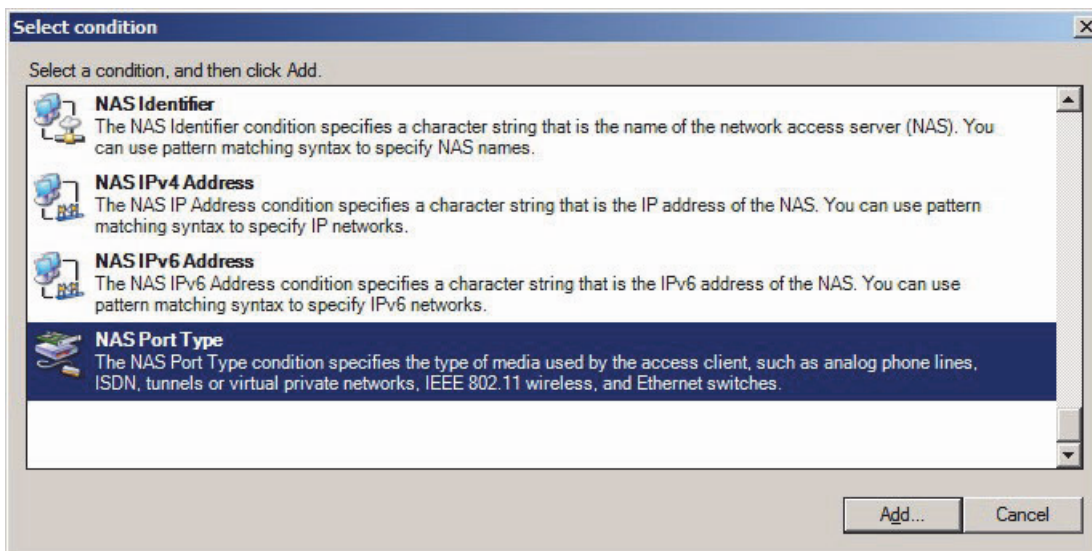 Select condition
Select a condition, and then click Add.
NAS Identifier
The NAS Identifier condition specifies a character string that is the name of the network access server (NAS). You
can use pattern matching syntax to specify NAS names.
NAS IPv4 Address
The NAS IP Address condition specifies a character string that is the IP address of the NAS. You can use pattern
matching syntax to specify IP networks.
NAS IPv6 Address
The NAS IPv6 Address condition specifies a character string that is the IPv6 address of the NAS. You can use
pattern matching syntax to specify IPv6 networks.
NAS Port Type
The NAS Port Type condition specifies the type of media used by the access client, such as analog phone lines,
ISDN, tunnels or virtual private networks, IEEE 802.11 wireless, and Ethernet switches.
Add... Cancel